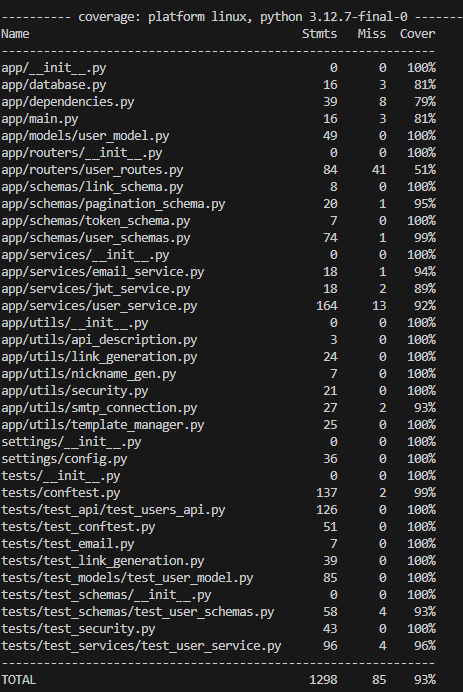 ---------- coverage: platform linux, python 3.12.7-final-0 -------
Name                                       Stmts   Miss  Cover
--------------------------------------------------------------
app/__init__.py                                0      0   100%
app/database.py                               16      3    81%
app/dependencies.py                           39      8    79%
app/main.py                                   16      3    81%
app/models/user_model.py                      49      0   100%
app/routers/__init__.py                        0      0   100%
app/routers/user_routes.py                    84     41    51%
app/schemas/link_schema.py                     8      0   100%
app/schemas/pagination_schema.py              20      1    95%
app/schemas/token_schema.py                    7      0   100%
app/schemas/user_schemas.py                   74      1    99%
app/services/__init__.py                       0      0   100%
app/services/email_service.py                 18      1    94%
app/services/jwt_service.py                   18      2    89%
app/services/user_service.py                 164     13    92%
app/utils/__init__.py                          0      0   100%
app/utils/api_description.py                   3      0   100%
app/utils/link_generation.py                  24      0   100%
app/utils/nickname_gen.py                      7      0   100%
app/utils/security.py                         21      0   100%
app/utils/smtp_connection.py                  27      2    93%
app/utils/template_manager.py                 25      0   100%
settings/__init__.py                           0      0   100%
settings/config.py                            36      0   100%
tests/__init__.py                              0      0   100%
tests/conftest.py                            137      2    99%
tests/test_api/test_users_api.py             126      0   100%
tests/test_conftest.py                        51      0   100%
tests/test_email.py                            7      0   100%
tests/test_link_generation.py                 39      0   100%
tests/test_models/test_user_model.py          85      0   100%
tests/test_schemas/__init__.py                 0      0   100%
tests/test_schemas/test_user_schemas.py       58      4    93%
tests/test_security.py                        43      0   100%
tests/test_services/test_user_service.py      96      4    96%
--------------------------------------------------------------
TOTAL                                       1298     85    93%